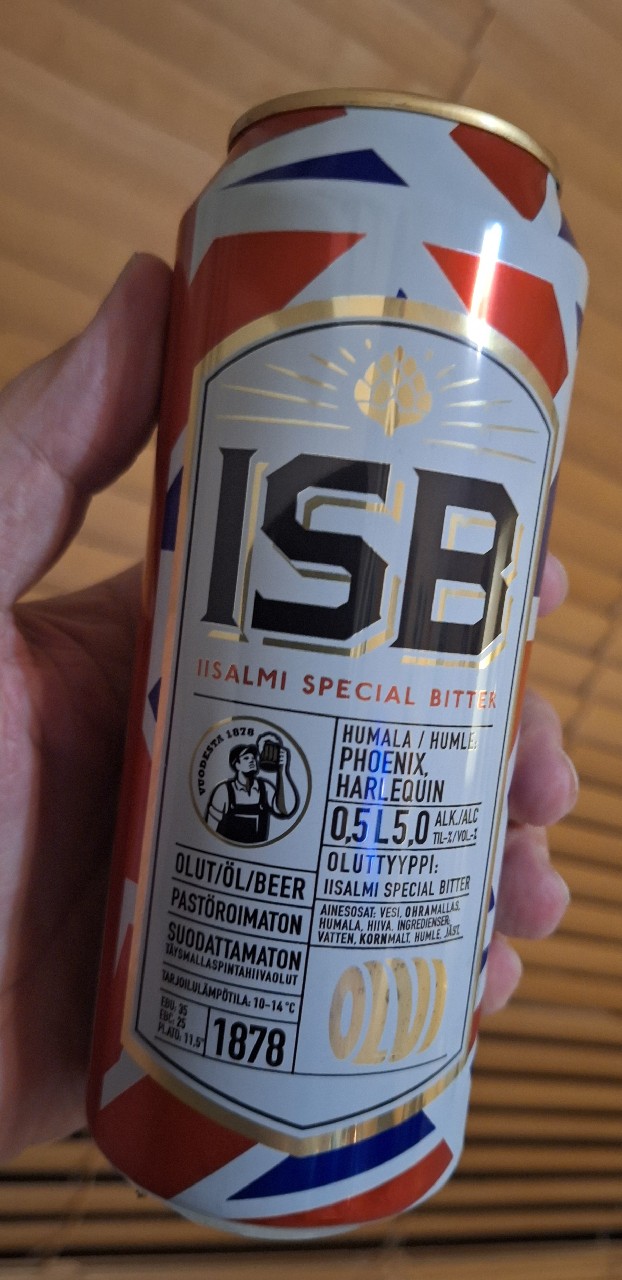 ISB
IISALMI SPECIAL BITTER
VUODESTA 1878
HUMALA / HUMLE:
PHOENIX,
HARLEQUIN
0,5 L 5,0 ALK./ALC
TIL-%/VOL.-%
OLUTTYYPPI:
IISALMI SPECIAL BITTER
AINESOSAT: VESI, OHRAMALLAS,
HUMALA, HIIVA. INGREDIENSER:
VATTEN, KORNMALT, HUMLE, JÄST.
OLVI
OLUT/ÖL/BEER
PASTÖROIMATON
SUODATTAMATON
TÄYSMALLASPINTAHIIVAOLUT
TARJOILULÄMPÖTILA: 10-14 °C
EBU: 35
EBC: 25
PLATO: 11,5°
1878